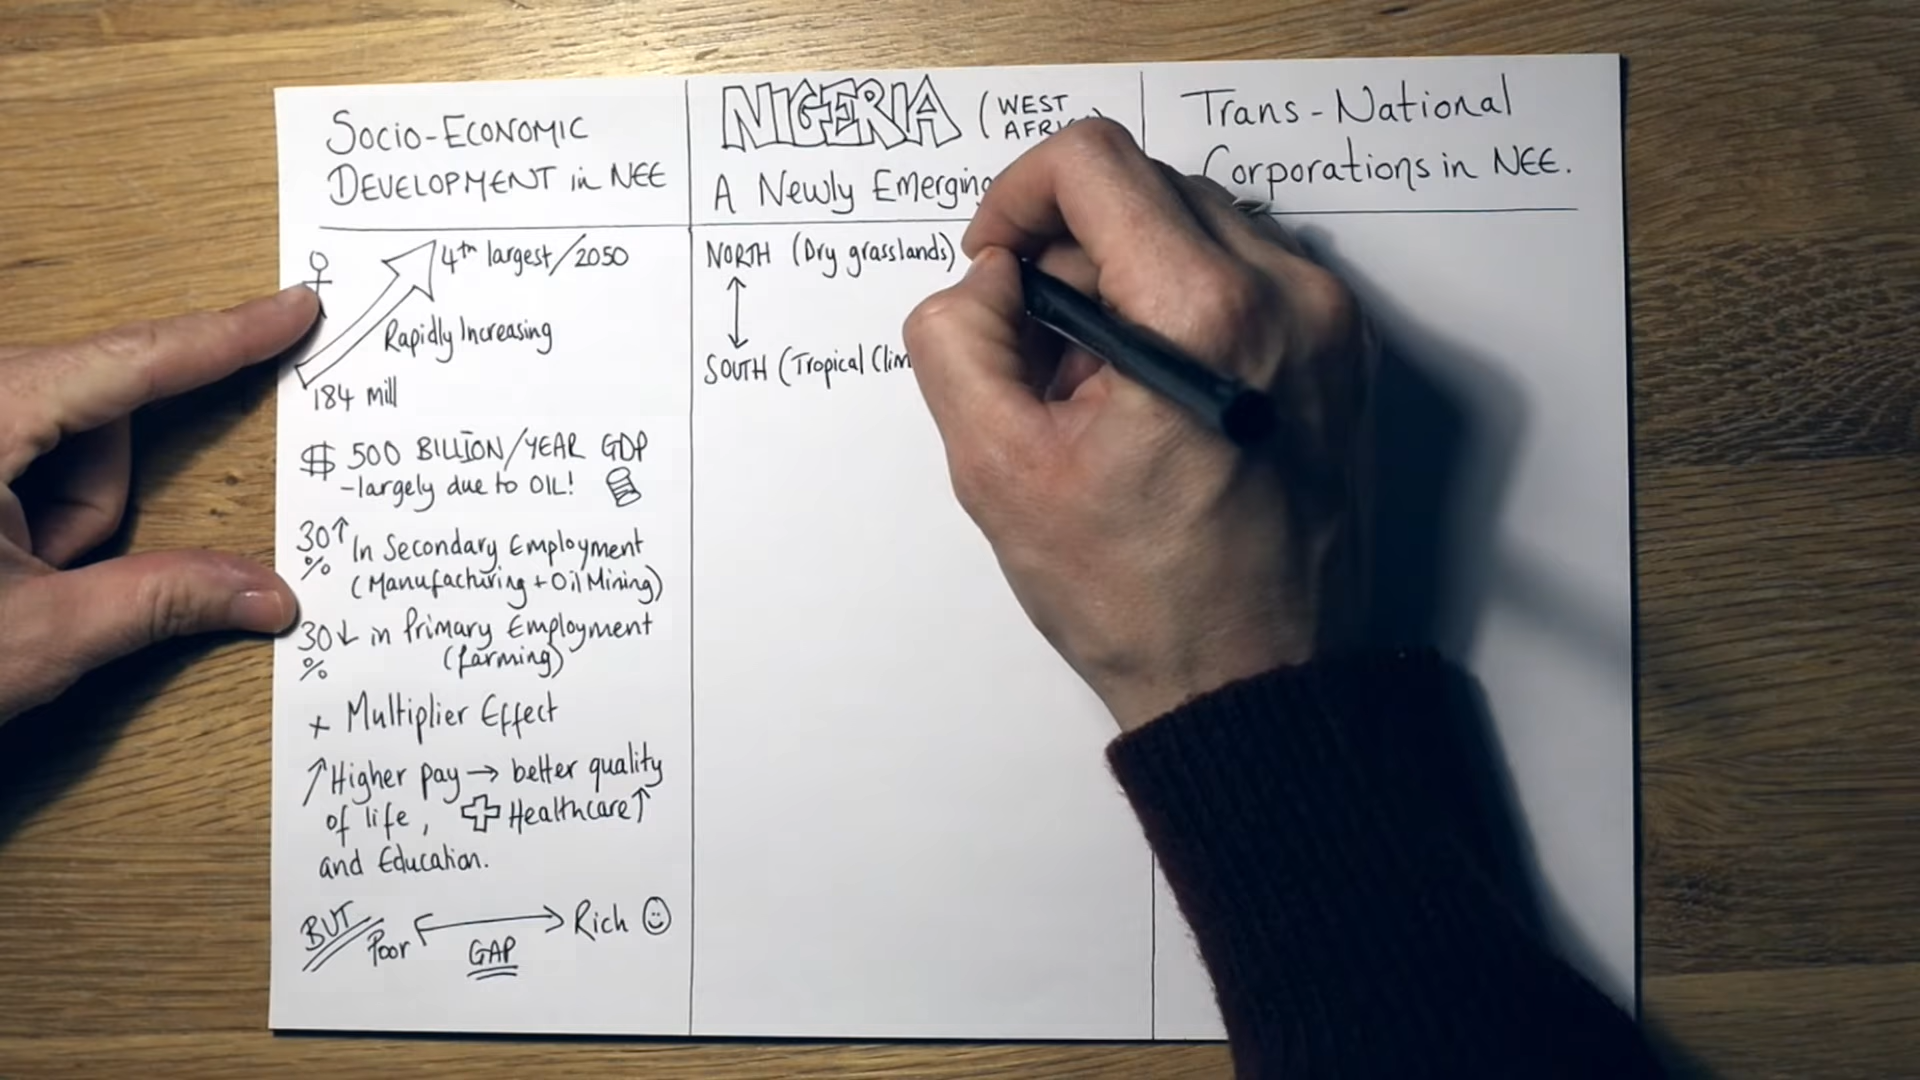 Socio-Economic
Development in NEE
4th largest/2050
Rapidly Increasing
184 mill
$ 500 BILLION/YEAR GDP
-largely due to OIL!
30↑ In Secondary Employment
% (Manufacturing + Oil Mining)
30↓ in Primary Employment
% (farming)
+ Multiplier Effect
↑ Higher pay → better quality
of life, Healthcare↑
and Education.
BUT Poor Rich
GAP
NIGERIA (WEST
A Newly Emerging
NORTH (Dry grasslands)
SOUTH (Tropical
Trans-National
Corporations in NEE.